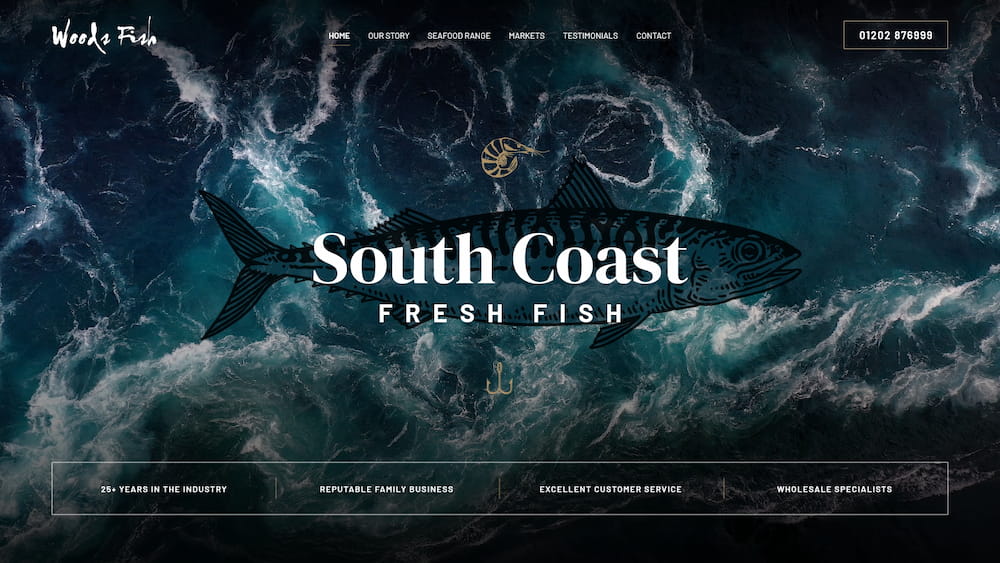 Woods Fish
HOME OUR STORY SEAFOOD RANGE MARKETS TESTIMONIALS CONTACT
01202 876999
South Coast
FRESH FISH
25+ YEARS IN THE INDUSTRY
REPUTABLE FAMILY BUSINESS
EXCELLENT CUSTOMER SERVICE
WHOLESALE SPECIALISTS